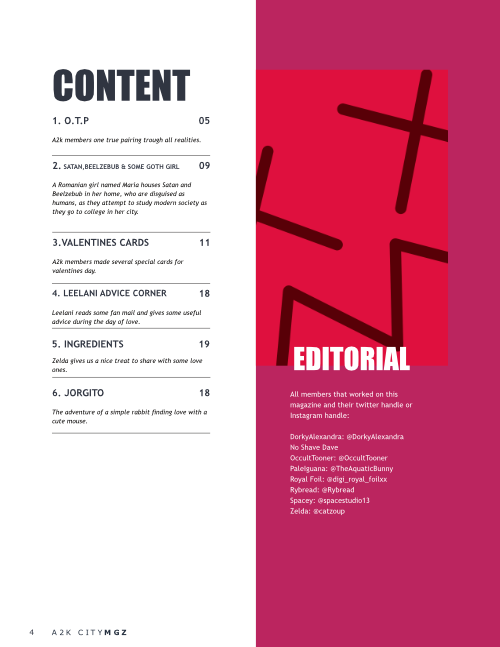 CONTENT
1. O.T.P 05
A2k members one true pairing trough all realities.
2. SATAN,BEELZEBUB & SOME GOTH GIRL 09
A Romanian girl named Maria houses Satan and
Beelzebub in her home, who are disguised as
humans, as they attempt to study modern society as
they go to college in her city.
3.VALENTINES CARDS 11
A2k members made several special cards for
valentines day.
4. LEELANI ADVICE CORNER 18
Leelani reads some fan mail and gives some useful
advice during the day of love.
5. INGREDIENTS 19
Zelda gives us a nice treat to share with some love
ones.
6. JORGITO 18
The adventure of a simple rabbit finding love with a
cute mouse.
4 A2K CITYMGZ
EDITORIAL
All members that worked on this
magazine and their twitter handle or
Instagram handle:
DorkyAlexandra: @DorkyAlexandra
No Shave Dave
OccultTooner: @OccultTooner
PaleIguana: @TheAquaticBunny
Royal Foil: @digi_royal_foilxx
Rybread: @Rybread
Spacey: @spacestudio13
Zelda: @catzoup